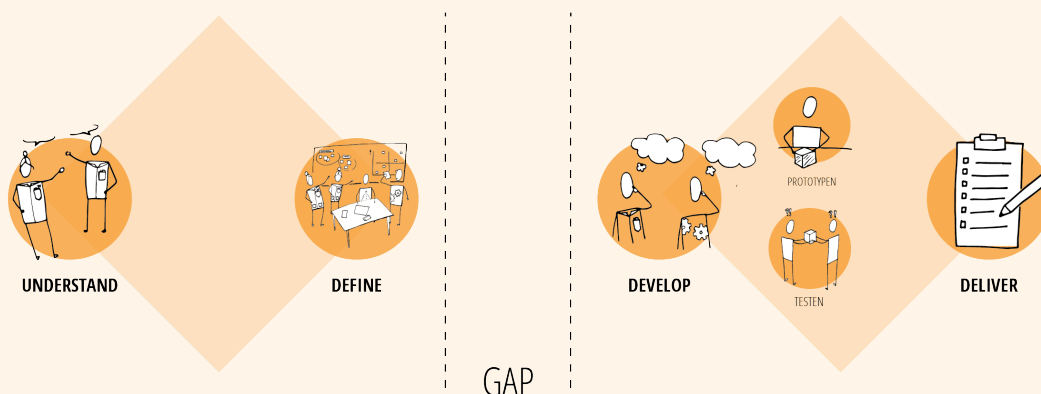 UNDERSTAND
DEFINE
GAP
DEVELOP
PROTOTYPEN
TESTEN
DELIVER